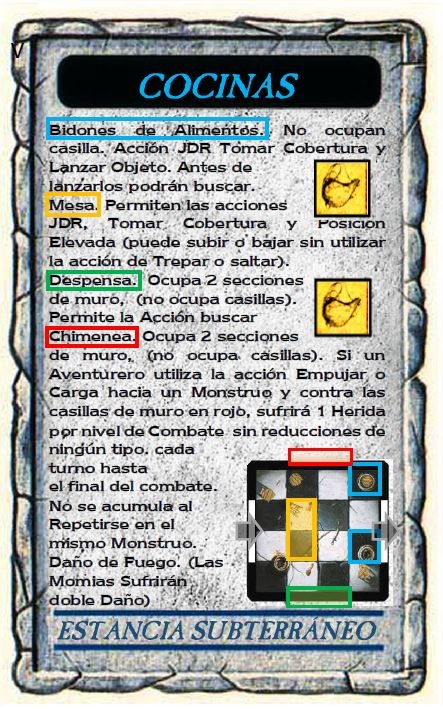 V
COCINAS
Bidones de Alimentos. No ocupan
casilla. Acción JDR Tomar Cobertura y
Lanzar Objeto. Antes de
lanzarlos podrán buscar.
Mesa. Permiten las acciones
JDR, Tomar Cobertura y Posición
Elevada (puede subir o bajar sin utilizar
la acción de Trepar o saltar).
Despensa. Ocupa 2 secciones
de muro, (no ocupa casillas).
Permite la Acción buscar
Chimenea. Ocupa 2 secciones
de muro, (no ocupa casillas). Si un
Aventurero utiliza la acción Empujar o
Carga hacia un Monstruo y contra las
casillas de muro en rojo, sufrirá 1 Herida
por nivel de Combate sin reducciones de
ningún tipo. cada
turno hasta
el final del combate.
No se acumula al
Repetirse en el
mismo Monstruo.
Daño de Fuego. (Las
Momias Sufrirán
doble Daño)
ESTANCIA SUBTERRÁNEO